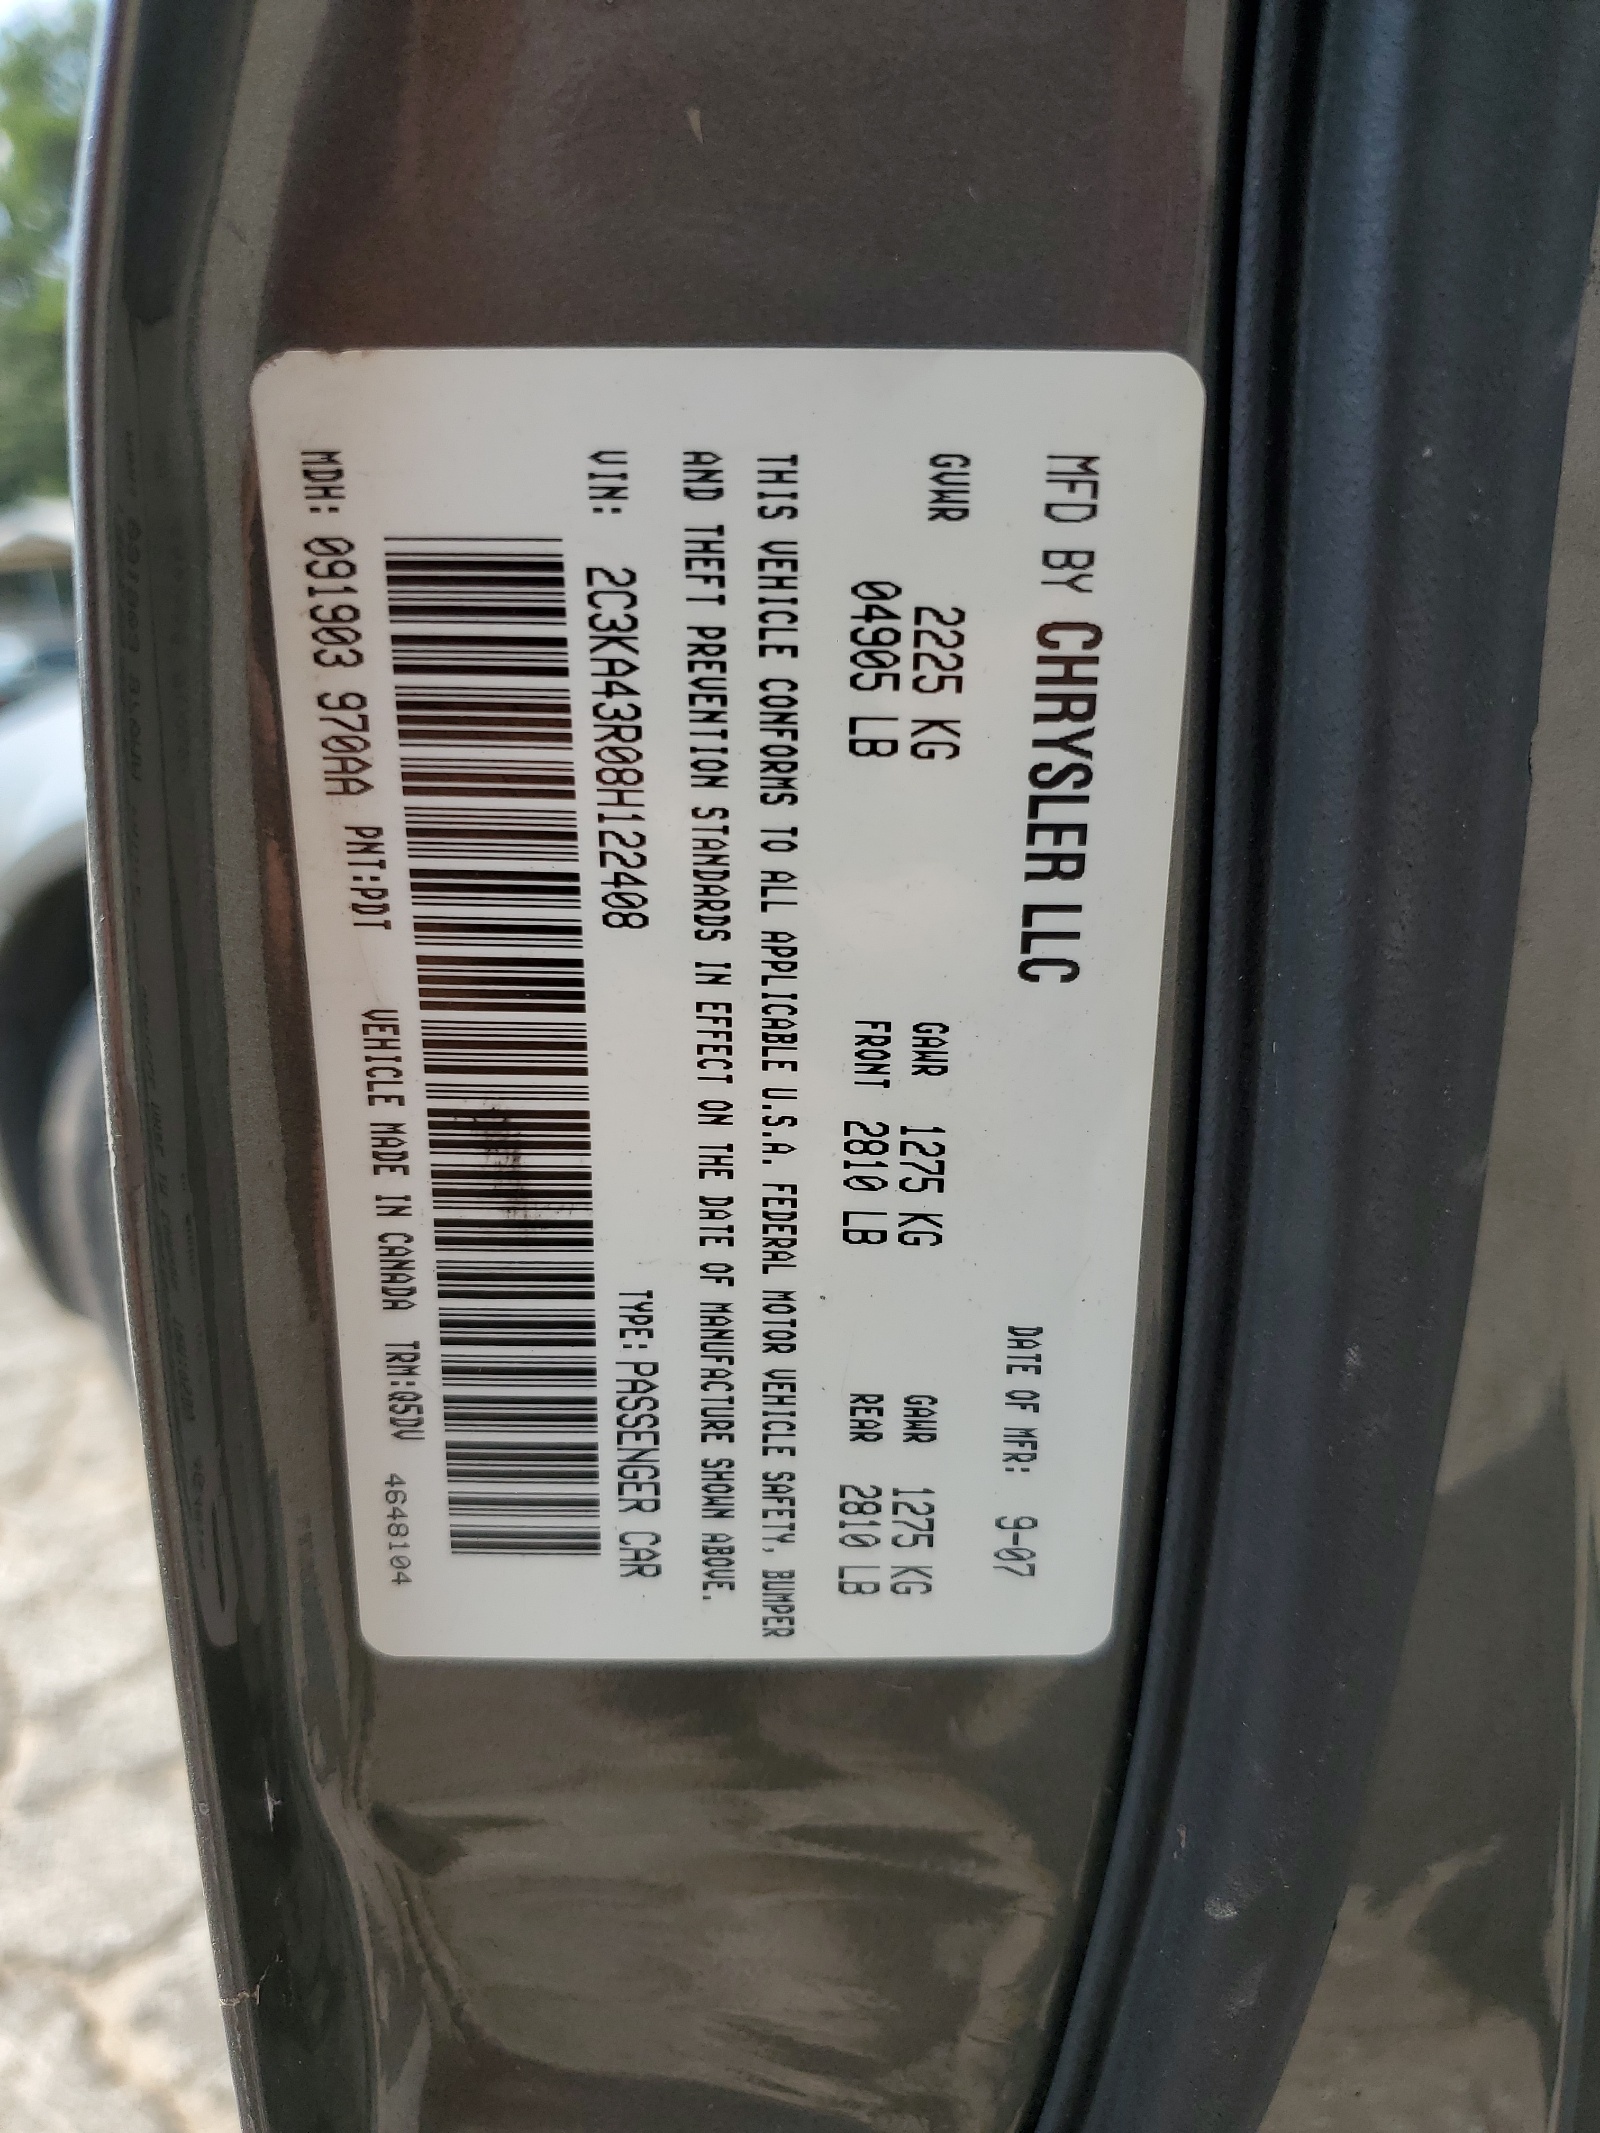 MFD BY CHRYSLER LLC
DATE OF MFR: 9-07
GVWR 2225 KG
04905 LB
GAWR 1275 KG
FRONT 2810 LB
GAWR 1275 KG
REAR 2810 LB
THIS VEHICLE CONFORMS TO ALL APPLICABLE U.S.A. FEDERAL MOTOR VEHICLE SAFETY, BUMPER
AND THEFT PREVENTION STANDARDS IN EFFECT ON THE DATE OF MANUFACTURE SHOWN ABOVE.
VIN: 2C3KA43R08H122408 TYPE: PASSENGER CAR
MDH: 091903 970AA PNT:PDT VEHICLE MADE IN CANADA TRM:Q5DV 4648104